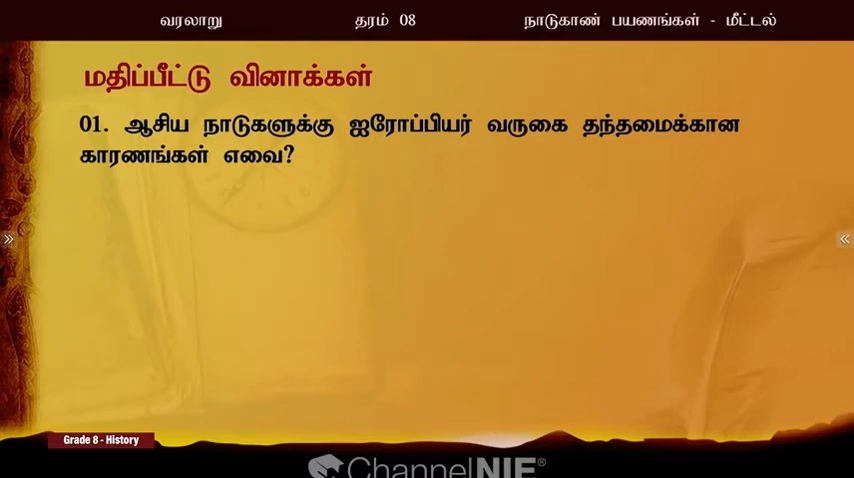 வரலாறு தரம் 08 நாடுகாண் பயணங்கள் - மீட்டல்
மதிப்பீட்டு வினாக்கள்
01. ஆசிய நாடுகளுக்கு ஐரோப்பியர் வருகை தந்தமைக்கான
காரணங்கள் எவை?
Grade 8 - History
ChannelNIE®